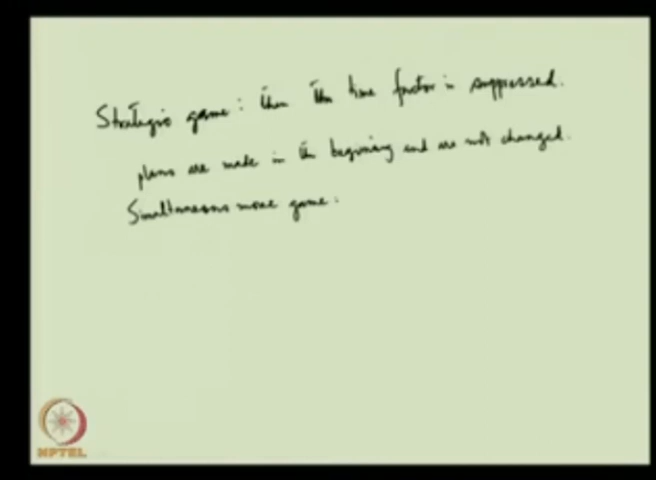 Strategic game : then the time factor is suppressed.
plans are made in the beginning and are not changed.
Simultaneous move game :
NPTEL